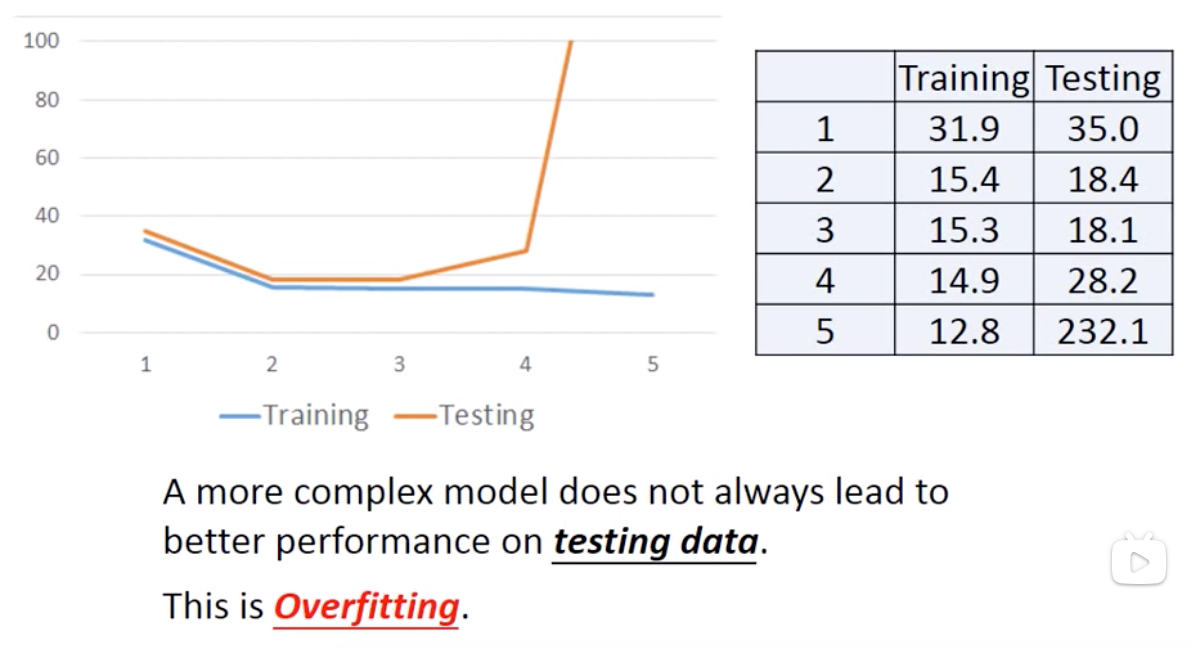 100
80
60
40
20
0
1 2 3 4 5
Training Testing
Training Testing
1 31.9 35.0
2 15.4 18.4
3 15.3 18.1
4 14.9 28.2
5 12.8 232.1
A more complex model does not always lead to
better performance on testing data.
This is Overfitting.